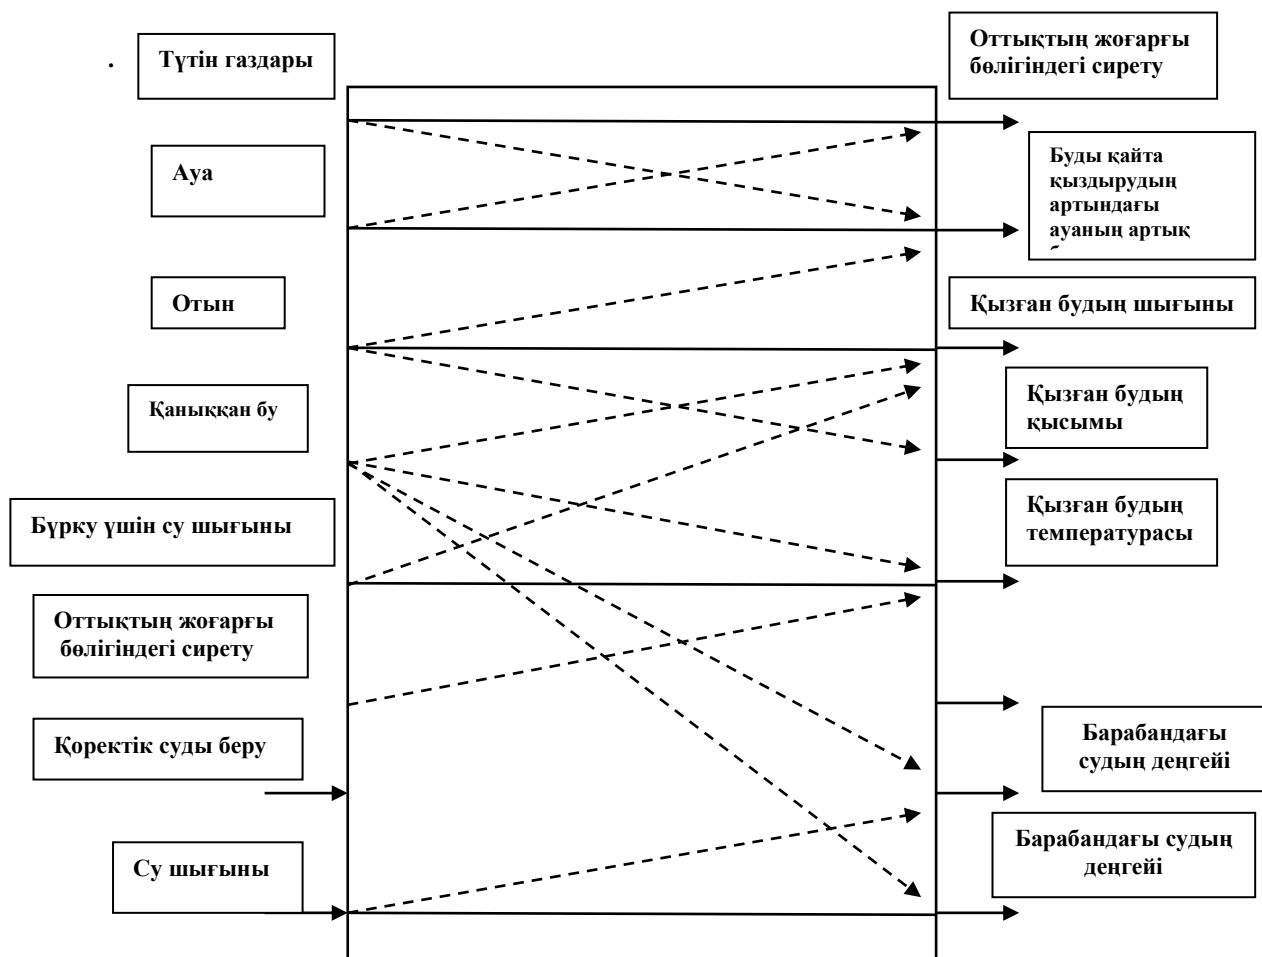 .
Түтін газдары
Ауа
Отын
Қаныққан бу
Бүрку үшін су шығыны
Оттықтың жоғарғы
бөлігіндегі сирету
Қоректік суды беру
Су шығыны
Оттықтың жоғарғы
бөлігіндегі сирету
Буды қайта
қыздырудың
артындағы
ауаның артық
Қызған будың шығыны
Қызған будың
қысымы
Қызған будың
температурасы
Барабандағы
судың деңгейі
Барабандағы судың
деңгейі